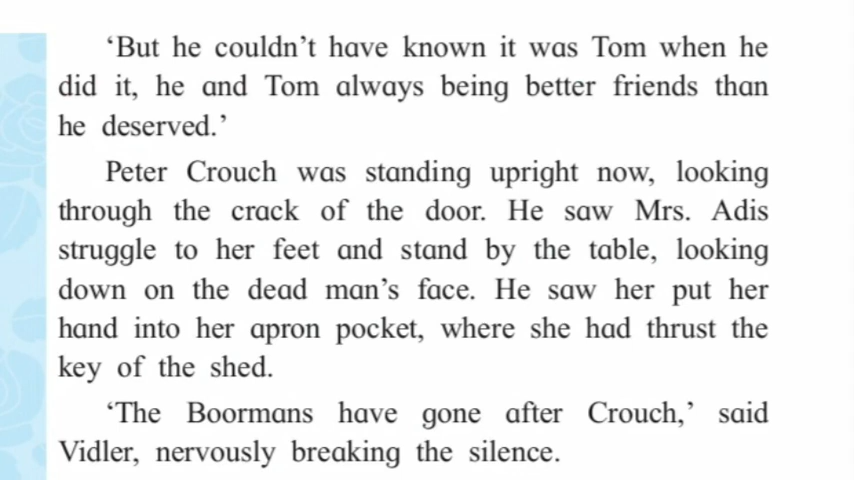 ‘But he couldn’t have known it was Tom when he
did it, he and Tom always being better friends than
he deserved.’
Peter Crouch was standing upright now, looking
through the crack of the door. He saw Mrs. Adis
struggle to her feet and stand by the table, looking
down on the dead man’s face. He saw her put her
hand into her apron pocket, where she had thrust the
key of the shed.
‘The Boormans have gone after Crouch,’ said
Vidler, nervously breaking the silence.